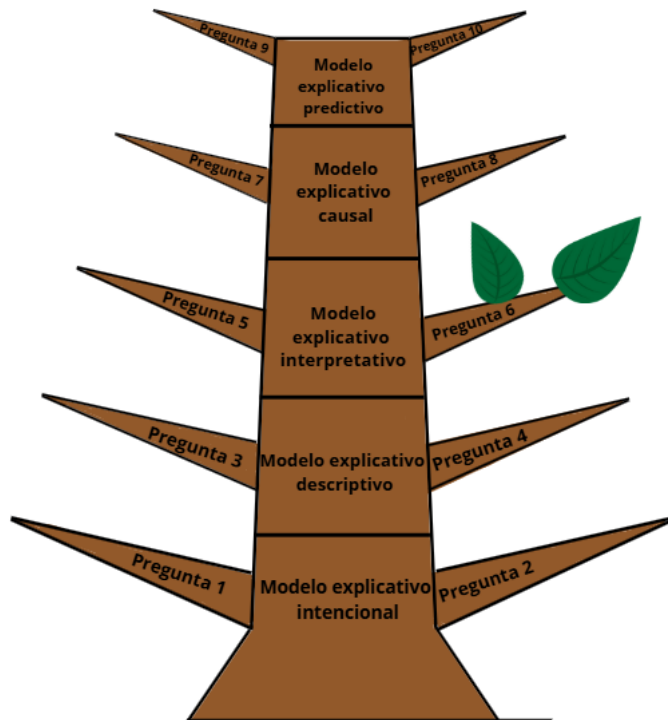 Pregunta 9
Pregunta 10
Modelo
explicativo
predictivo
Pregunta 7
Pregunta 8
Modelo
explicativo
causal
Pregunta 5
Pregunta 6
Modelo
explicativo
interpretativo
Pregunta 3
Pregunta 4
Modelo explicativo
descriptivo
Pregunta 1
Pregunta 2
Modelo explicativo
intencional